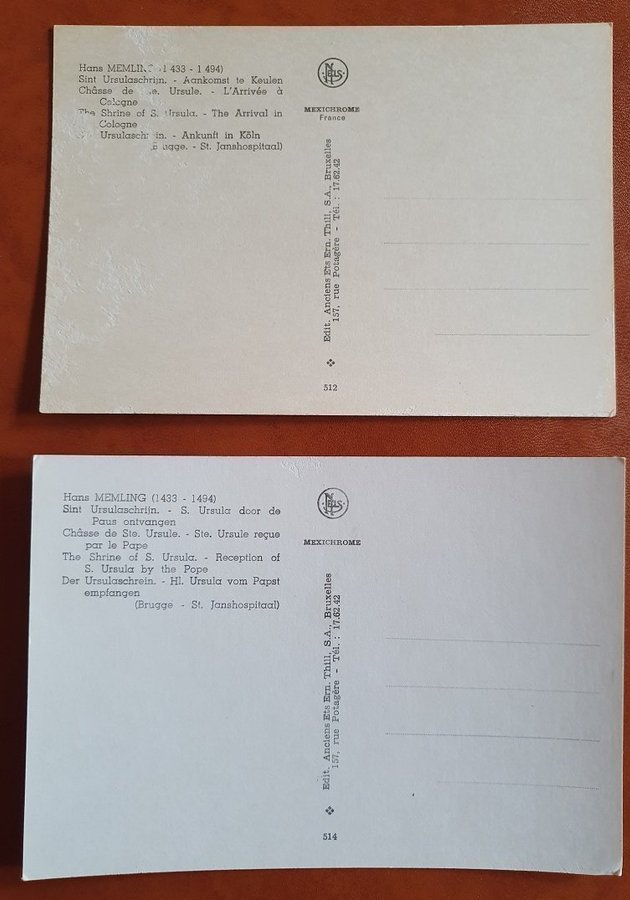 Hans MEMLING (1433 - 1494)
Sint Ursulaschrijn. - Aankomst te Keulen
Châsse de Ste. Ursule. - L'Arrivée à
Cologne
The Shrine of S. Ursula. - The Arrival in
Cologne
Ursulaschrein. - Ankunft in Köln
(Brugge. - St. Janshospitaal)
NELS
MEXICHROME
France
Edit. Anciens Ets Ern. Thill, S.A., Bruxelles
157, rue Potagère - Tél. : 17.62.42
512
Hans MEMLING (1433 - 1494)
Sint Ursulaschrijn. - S. Ursula door de
Paus ontvangen
Châsse de Ste. Ursule. - Ste. Ursule reçue
par le Pape
The Shrine of S. Ursula. - Reception of
S. Ursula by the Pope
Der Ursulaschrein. - Hl. Ursula vom Papst
empfangen
(Brugge - St. Janshospitaal)
NELS
MEXICHROME
Edit. Anciens Ets Ern. Thill, S.A., Bruxelles
157, rue Potagère - Tél. : 17.62.42
514